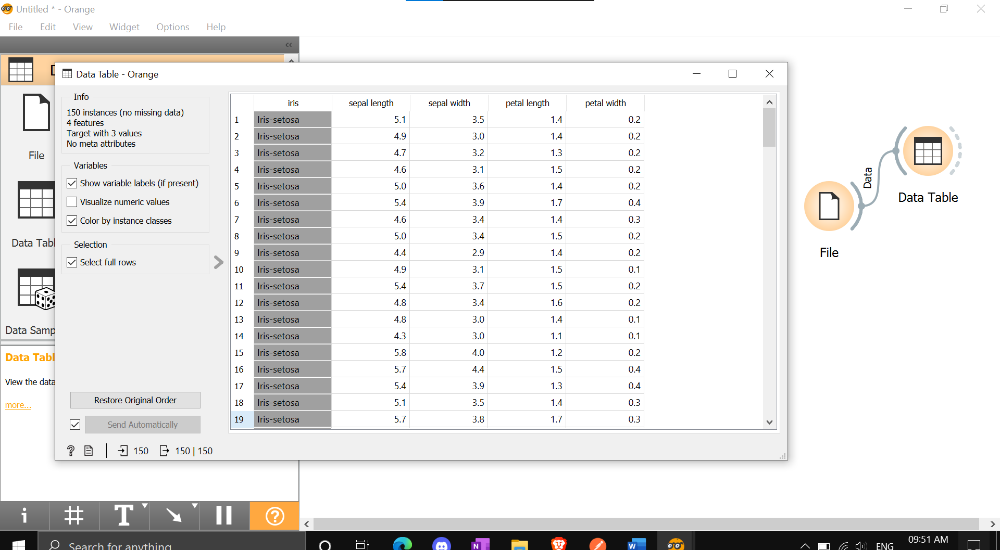 Untitled * - Orange
File Edit View Widget Options Help
Data Table - Orange
Info
150 instances (no missing data)
4 features
Target with 3 values
No meta attributes
Variables
Show variable labels (if present)
Visualize numeric values
Color by instance classes
Selection
Select full rows
Restore Original Order
Send Automatically
150 150 | 150
iris sepal length sepal width petal length petal width
1 Iris-setosa 5.1 3.5 1.4 0.2
2 Iris-setosa 4.9 3.0 1.4 0.2
3 Iris-setosa 4.7 3.2 1.3 0.2
4 Iris-setosa 4.6 3.1 1.5 0.2
5 Iris-setosa 5.0 3.6 1.4 0.2
6 Iris-setosa 5.4 3.9 1.7 0.4
7 Iris-setosa 4.6 3.4 1.4 0.3
8 Iris-setosa 5.0 3.4 1.5 0.2
9 Iris-setosa 4.4 2.9 1.4 0.2
10 Iris-setosa 4.9 3.1 1.5 0.1
11 Iris-setosa 5.4 3.7 1.5 0.2
12 Iris-setosa 4.8 3.4 1.6 0.2
13 Iris-setosa 4.8 3.0 1.4 0.1
14 Iris-setosa 4.3 3.0 1.1 0.1
15 Iris-setosa 5.8 4.0 1.2 0.2
16 Iris-setosa 5.7 4.4 1.5 0.4
17 Iris-setosa 5.4 3.9 1.3 0.4
18 Iris-setosa 5.1 3.5 1.4 0.3
19 Iris-setosa 5.7 3.8 1.7 0.3
File
Data Tabl
Data Samp
Data Tabl
View the data
more...
Data
Data Table
File
Search for anything
ENG
09:51 AM